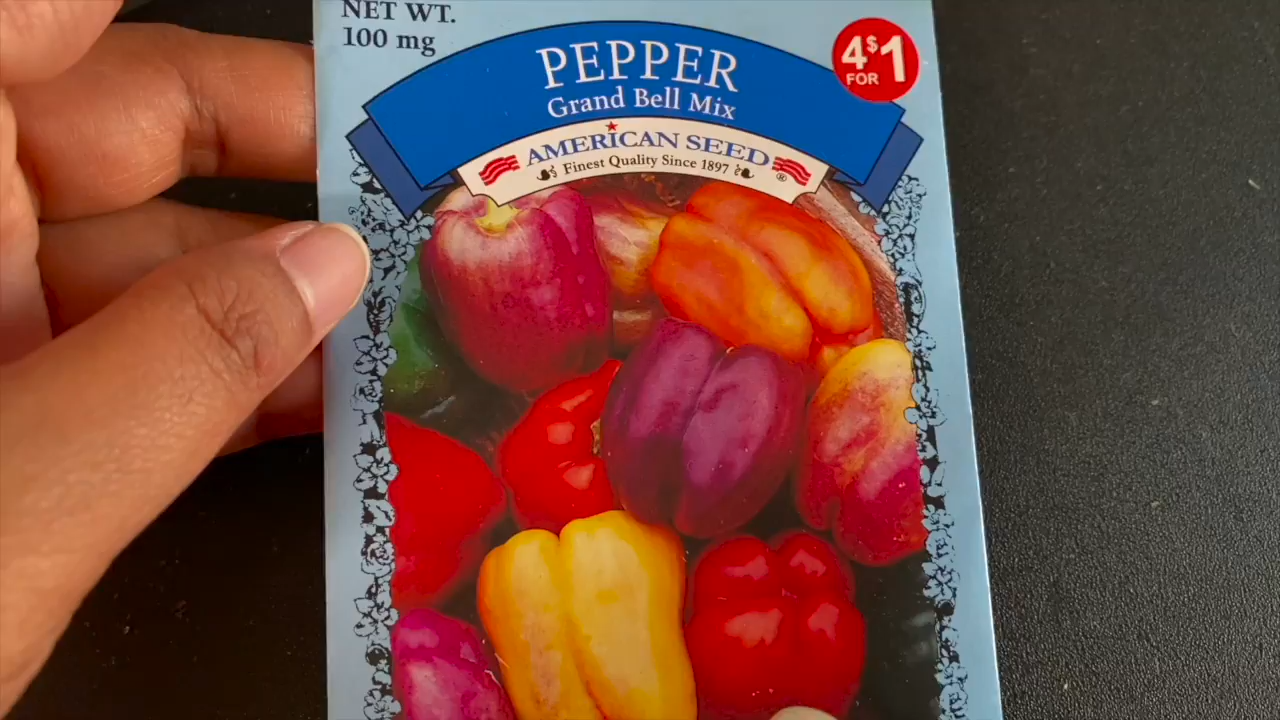 NET WT.
100 mg
PEPPER
Grand Bell Mix
AMERICAN SEED
Finest Quality Since 1897
®
4 $1
FOR